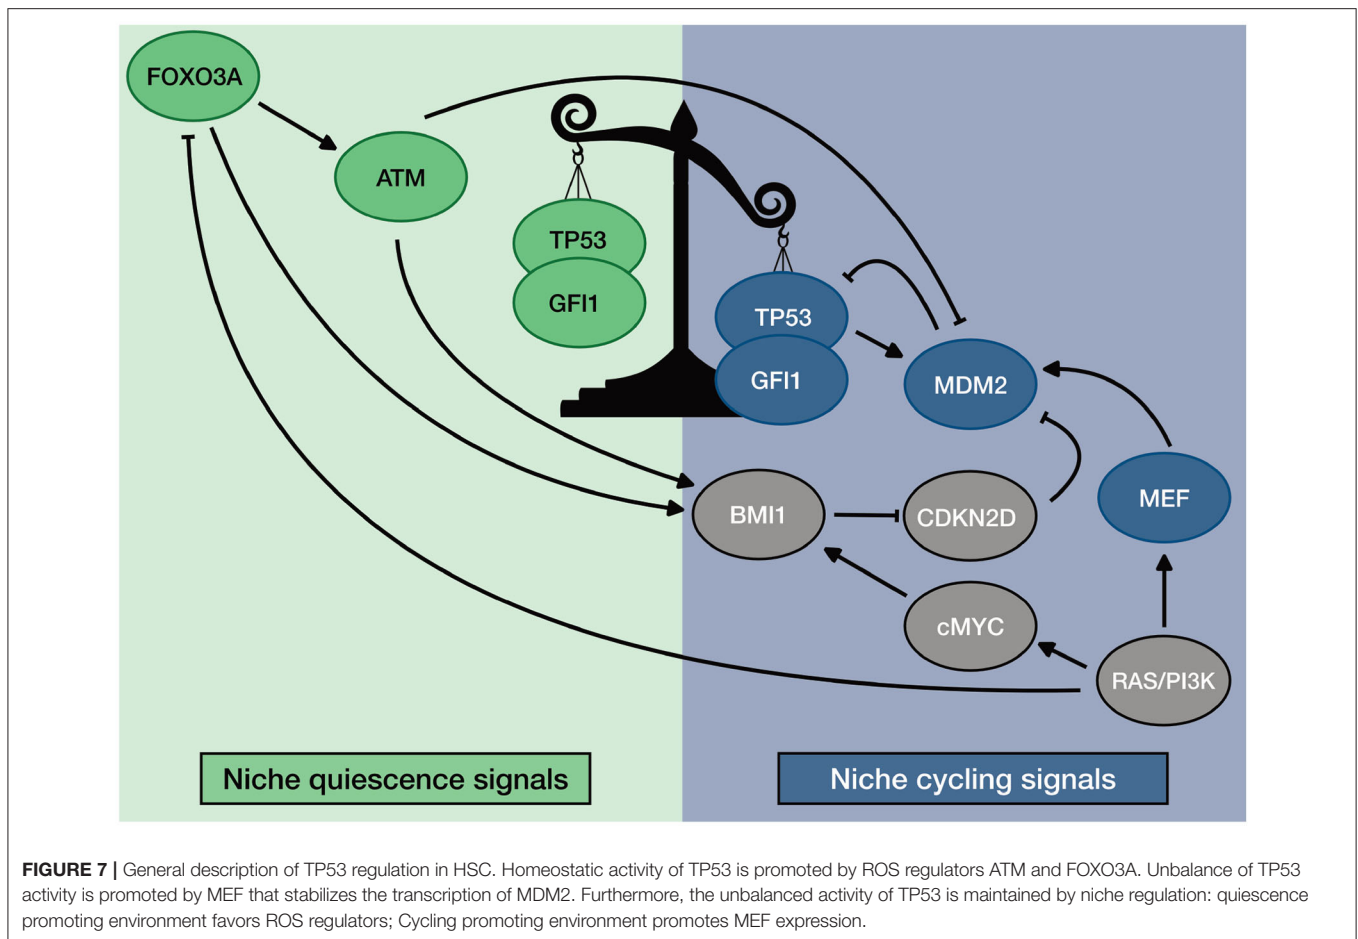 FOXO3A
ATM
TP53
GFI1
TP53
GFI1
MDM2
MEF
BMI1
CDKN2D
cMYC
RAS/PI3K
Niche quiescence signals
Niche cycling signals
FIGURE 7 | General description of TP53 regulation in HSC. Homeostatic activity of TP53 is promoted by ROS regulators ATM and FOXO3A. Unbalance of TP53
activity is promoted by MEF that stabilizes the transcription of MDM2. Furthermore, the unbalanced activity of TP53 is maintained by niche regulation: quiescence
promoting environment favors ROS regulators; Cycling promoting environment promotes MEF expression.